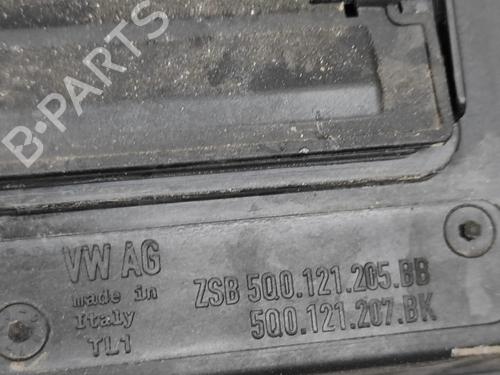 B-PARTS
VW AG
made in
Italy
TL1
ZSB 5Q0.121.205.BB
5Q0.121.207.BK